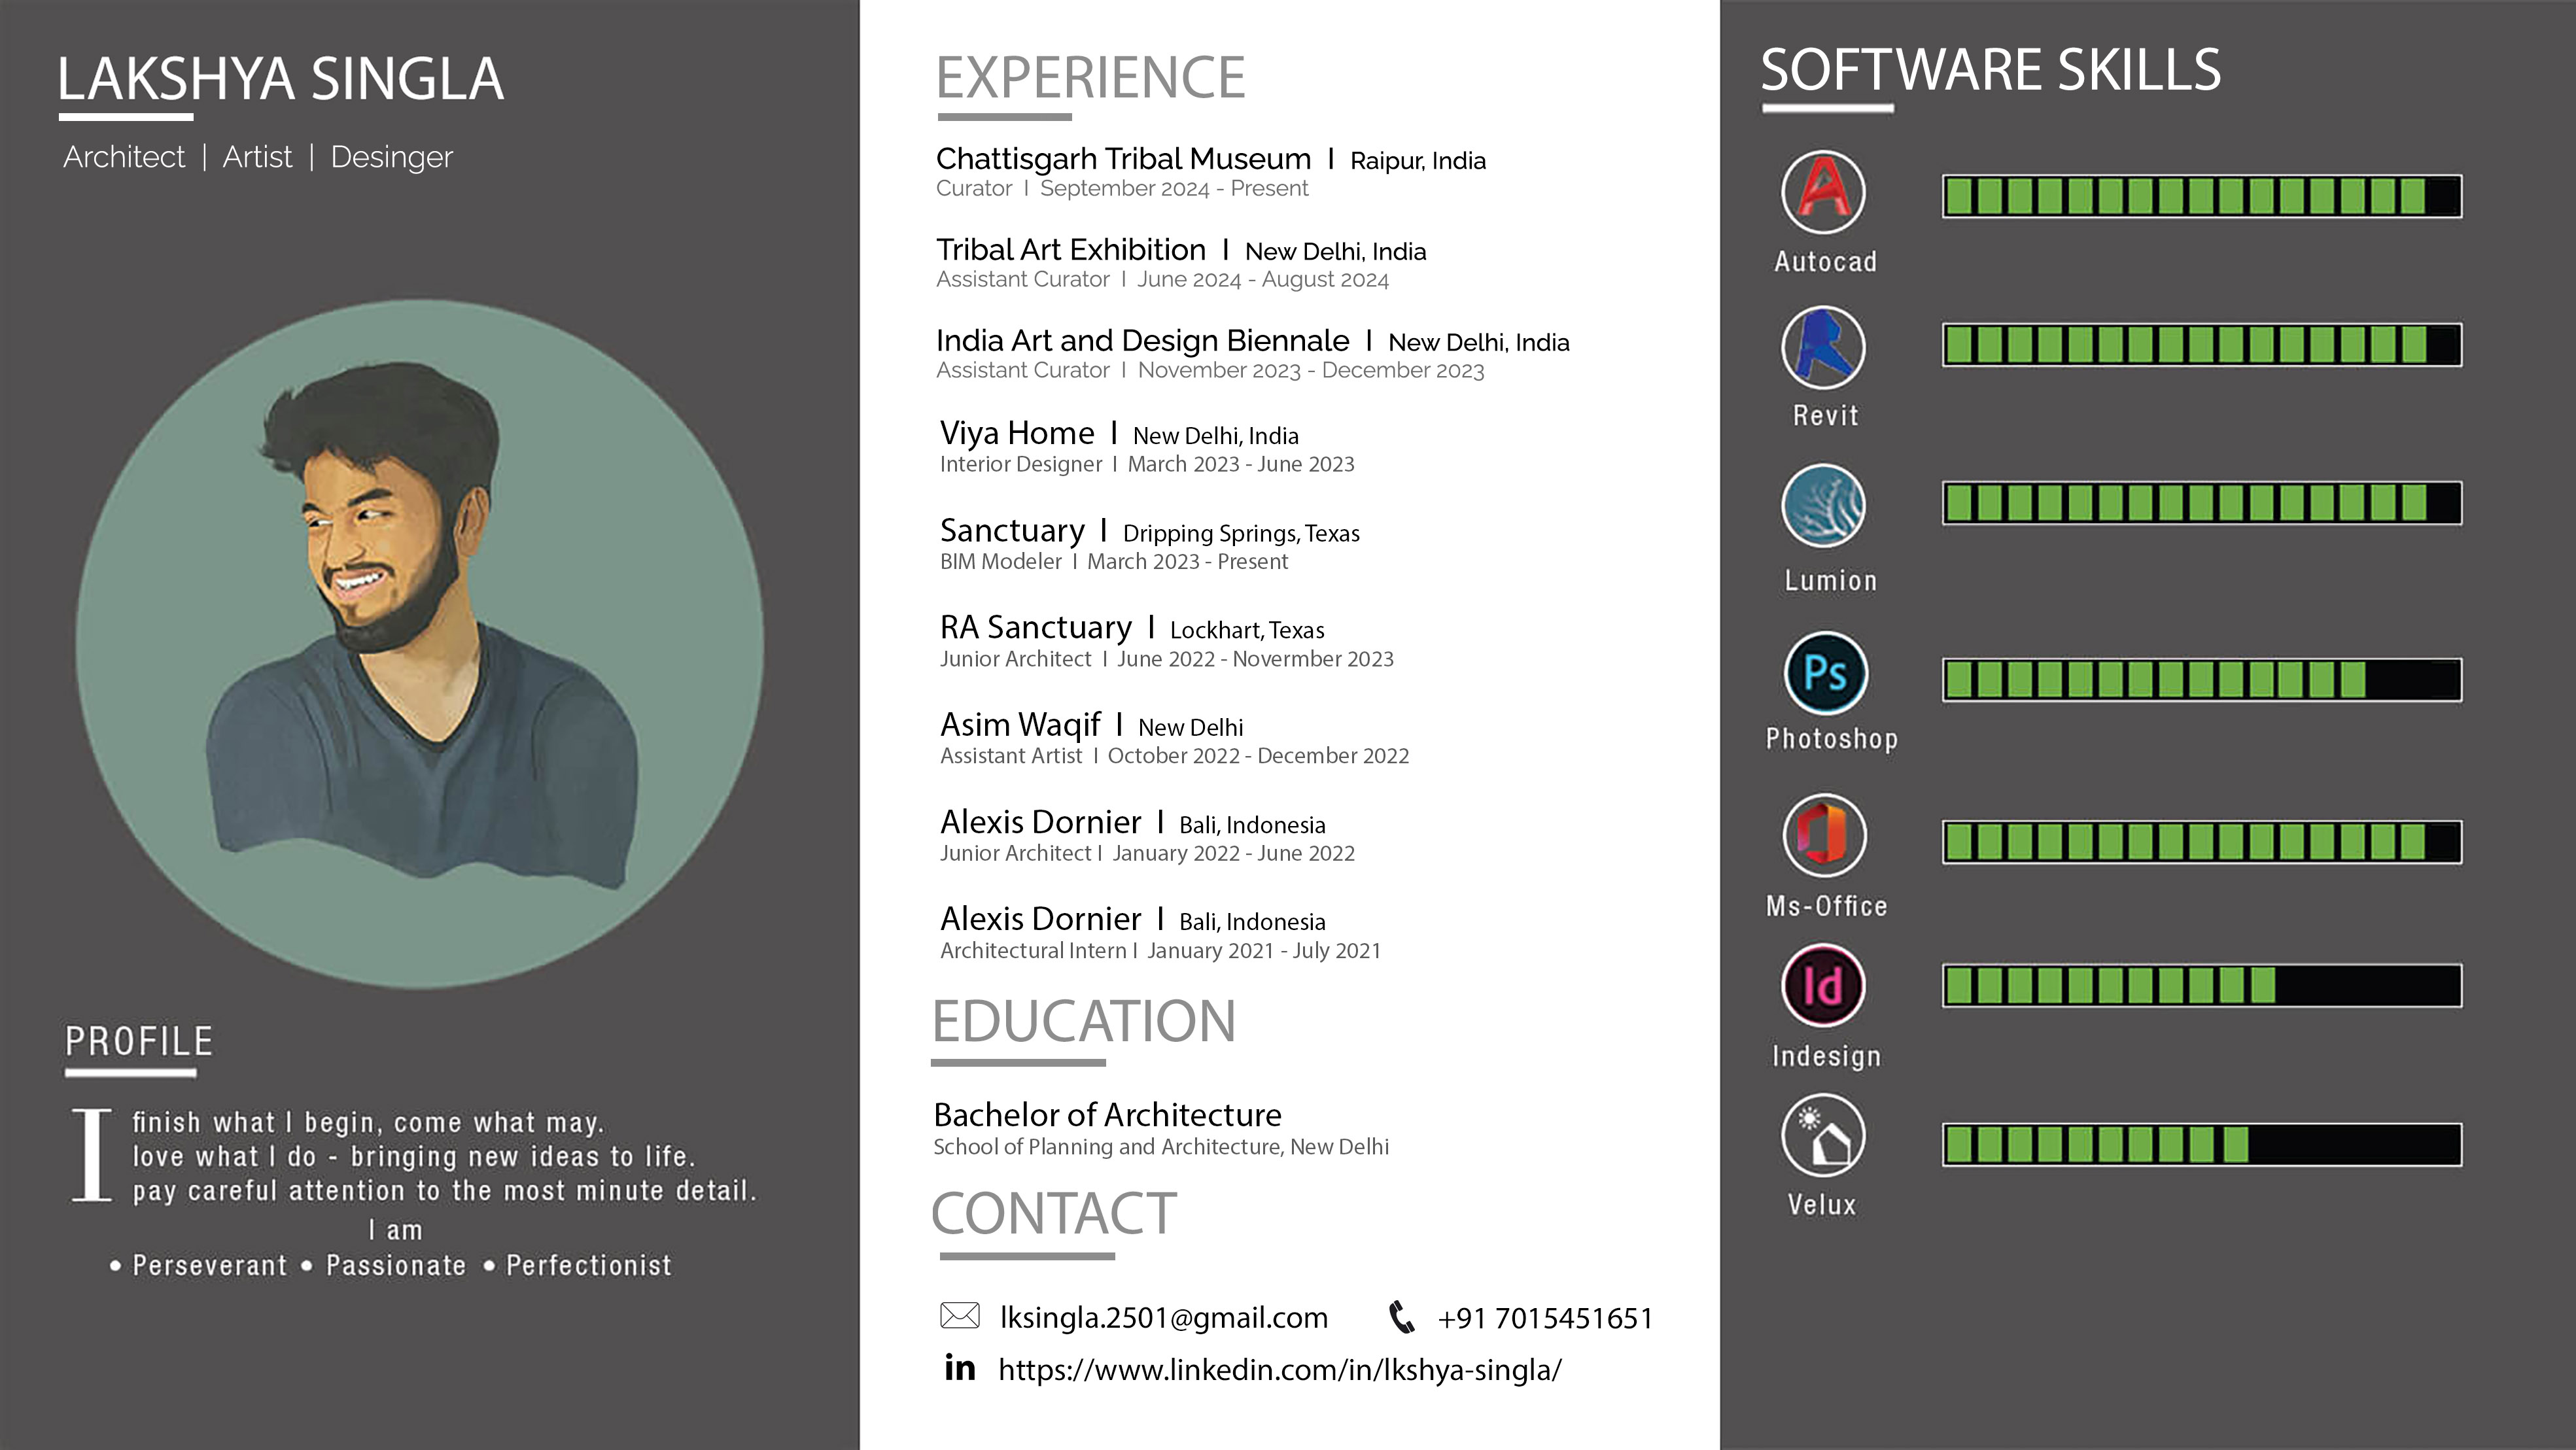 LAKSHYA SINGLA
Architect | Artist | Desinger
PROFILE
I finish what I begin, come what may.
love what I do - bringing new ideas to life.
pay careful attention to the most minute detail.
I am
• Perseverant • Passionate • Perfectionist
EXPERIENCE
Chattisgarh Tribal Museum I Raipur, India
Curator I September 2024 - Present
Tribal Art Exhibition I New Delhi, India
Assistant Curator I June 2024 - August 2024
India Art and Design Biennale I New Delhi, India
Assistant Curator I November 2023 - December 2023
Viya Home I New Delhi, India
Interior Designer I March 2023 - June 2023
Sanctuary I Dripping Springs, Texas
BIM Modeler I March 2023 - Present
RA Sanctuary I Lockhart, Texas
Junior Architect I June 2022 - Novermber 2023
Asim Waqif I New Delhi
Assistant Artist I October 2022 - December 2022
Alexis Dornier I Bali, Indonesia
Junior Architect I January 2022 - June 2022
Alexis Dornier I Bali, Indonesia
Architectural Intern I January 2021 - July 2021
EDUCATION
Bachelor of Architecture
School of Planning and Architecture, New Delhi
CONTACT
lksingla.2501@gmail.com +91 7015451651
in https://www.linkedin.com/in/lkshya-singla/
SOFTWARE SKILLS
A
Autocad
R
Revit
Lumion
Ps
Photoshop
Ms-Office
Id
Indesign
Velux